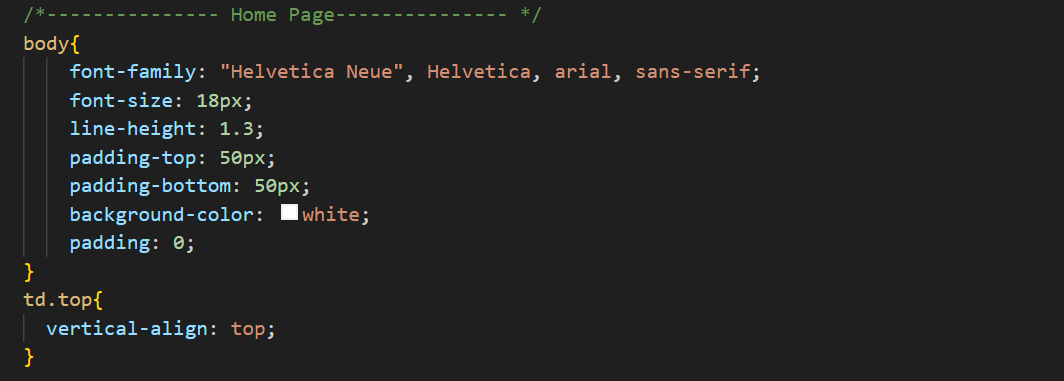 /*--------------- Home Page--------------- */
body{
    font-family: "Helvetica Neue", Helvetica, arial, sans-serif;
    font-size: 18px;
    line-height: 1.3;
    padding-top: 50px;
    padding-bottom: 50px;
    background-color: white;
    padding: 0;
}
td.top{
  vertical-align: top;
}